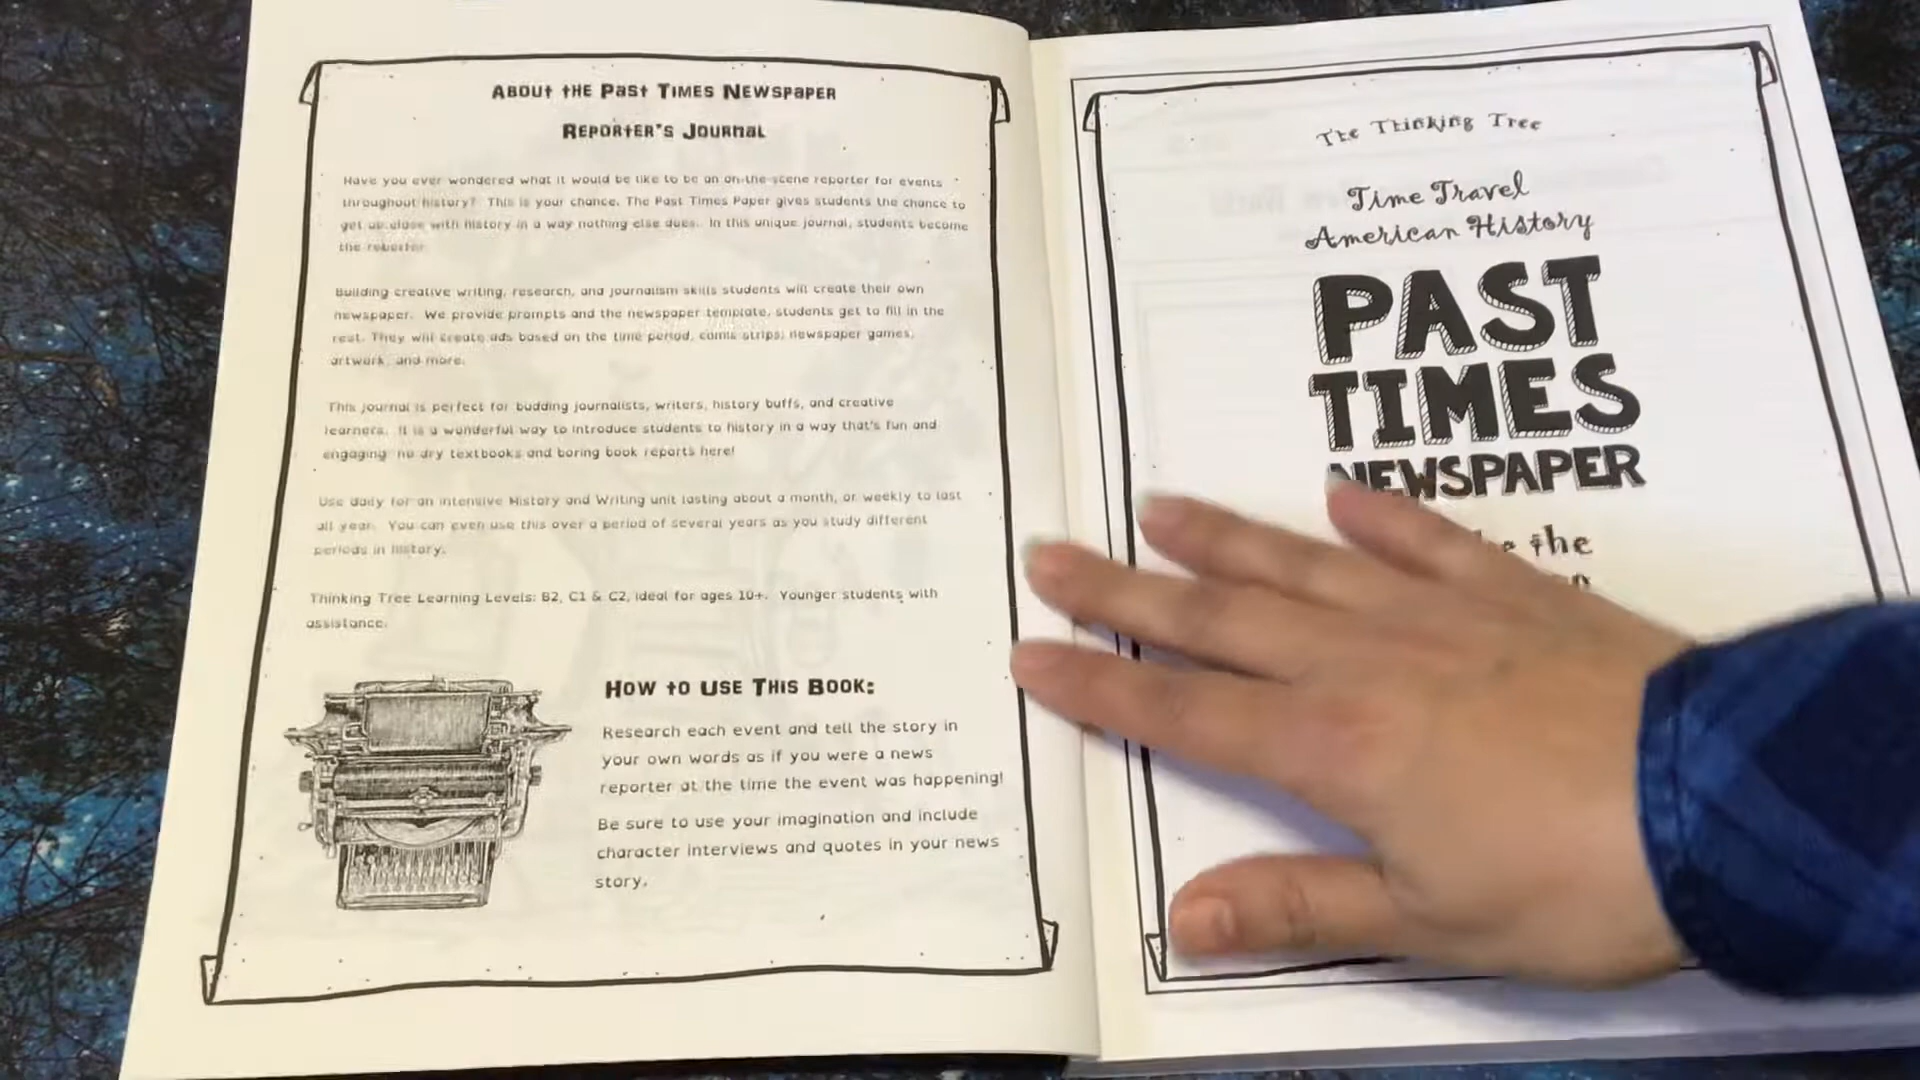 About the Past Times Newspaper
Reporter's Journal
Have you ever wondered what it would be like to be an on-the-scene reporter for events
throughout history? This is your chance. The Past Times Paper gives students the chance to
get up close with history in a way nothing else does. In this unique journal, students become
the reporter.
Building creative writing, research, and journalism skills students will create their own
newspaper. We provide prompts and the newspaper template, students get to fill in the
rest. They will create ads based on the time period, comic strips, newspaper games,
artwork, and more.
This journal is perfect for budding journalists, writers, history buffs, and creative
learners. It is a wonderful way to introduce students to history in a way that's fun and
engaging no dry textbooks and boring book reports here!
Use daily for an intensive History and Writing unit lasting about a month, or weekly to last
all year. You can even use this over a period of several years as you study different
periods in history.
Thinking Tree Learning Levels: B2, C1 & C2, ideal for ages 10+. Younger students with
assistance.
How to Use This Book:
Research each event and tell the story in
your own words as if you were a news
reporter at the time the event was happening!
Be sure to use your imagination and include
character interviews and quotes in your news
story.
The Thinking Tree
Time Travel
American History
PAST
TIMES
NEWSPAPER
the